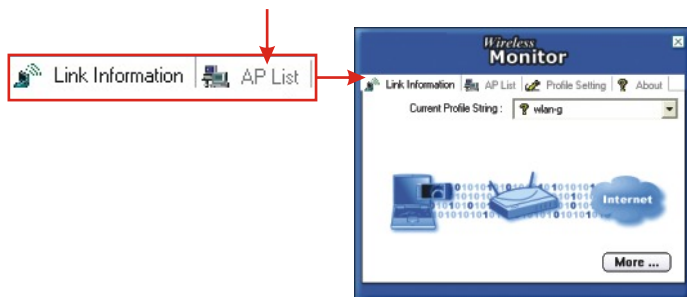 Link Information AP List
Wireless
Monitor
Link Information AP List Profile Setting ? About
Current Profile String : ? wlan-g
Internet
More ...